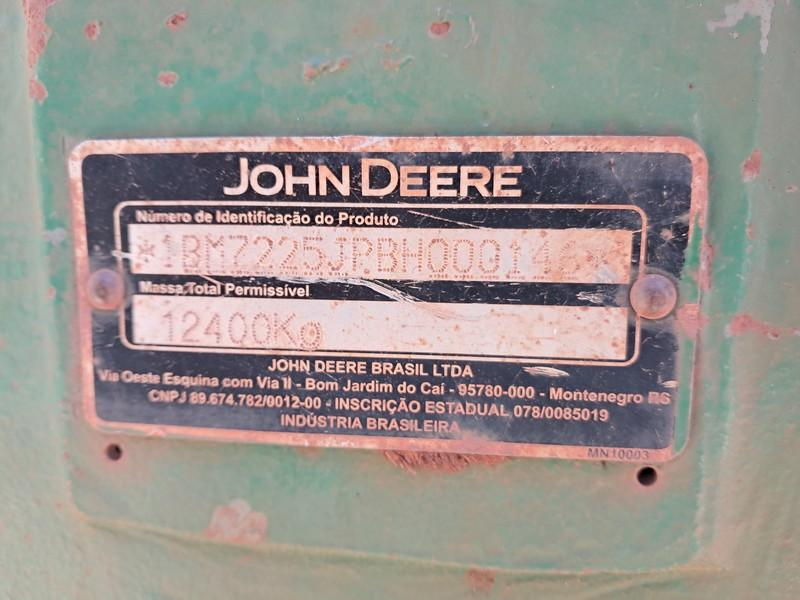 JOHN DEERE
Número de Identificação do Produto
Massa Total Permissível
12400Kg
JOHN DEERE BRASIL LTDA
Via Oeste Esquina com Via II - Bom Jardim do Caí - 95780-000 - Montenegro RS
CNPJ 89.674.782/0012-00 - INSCRIÇÃO ESTADUAL 078/0085019
INDÚSTRIA BRASILEIRA
MN10003